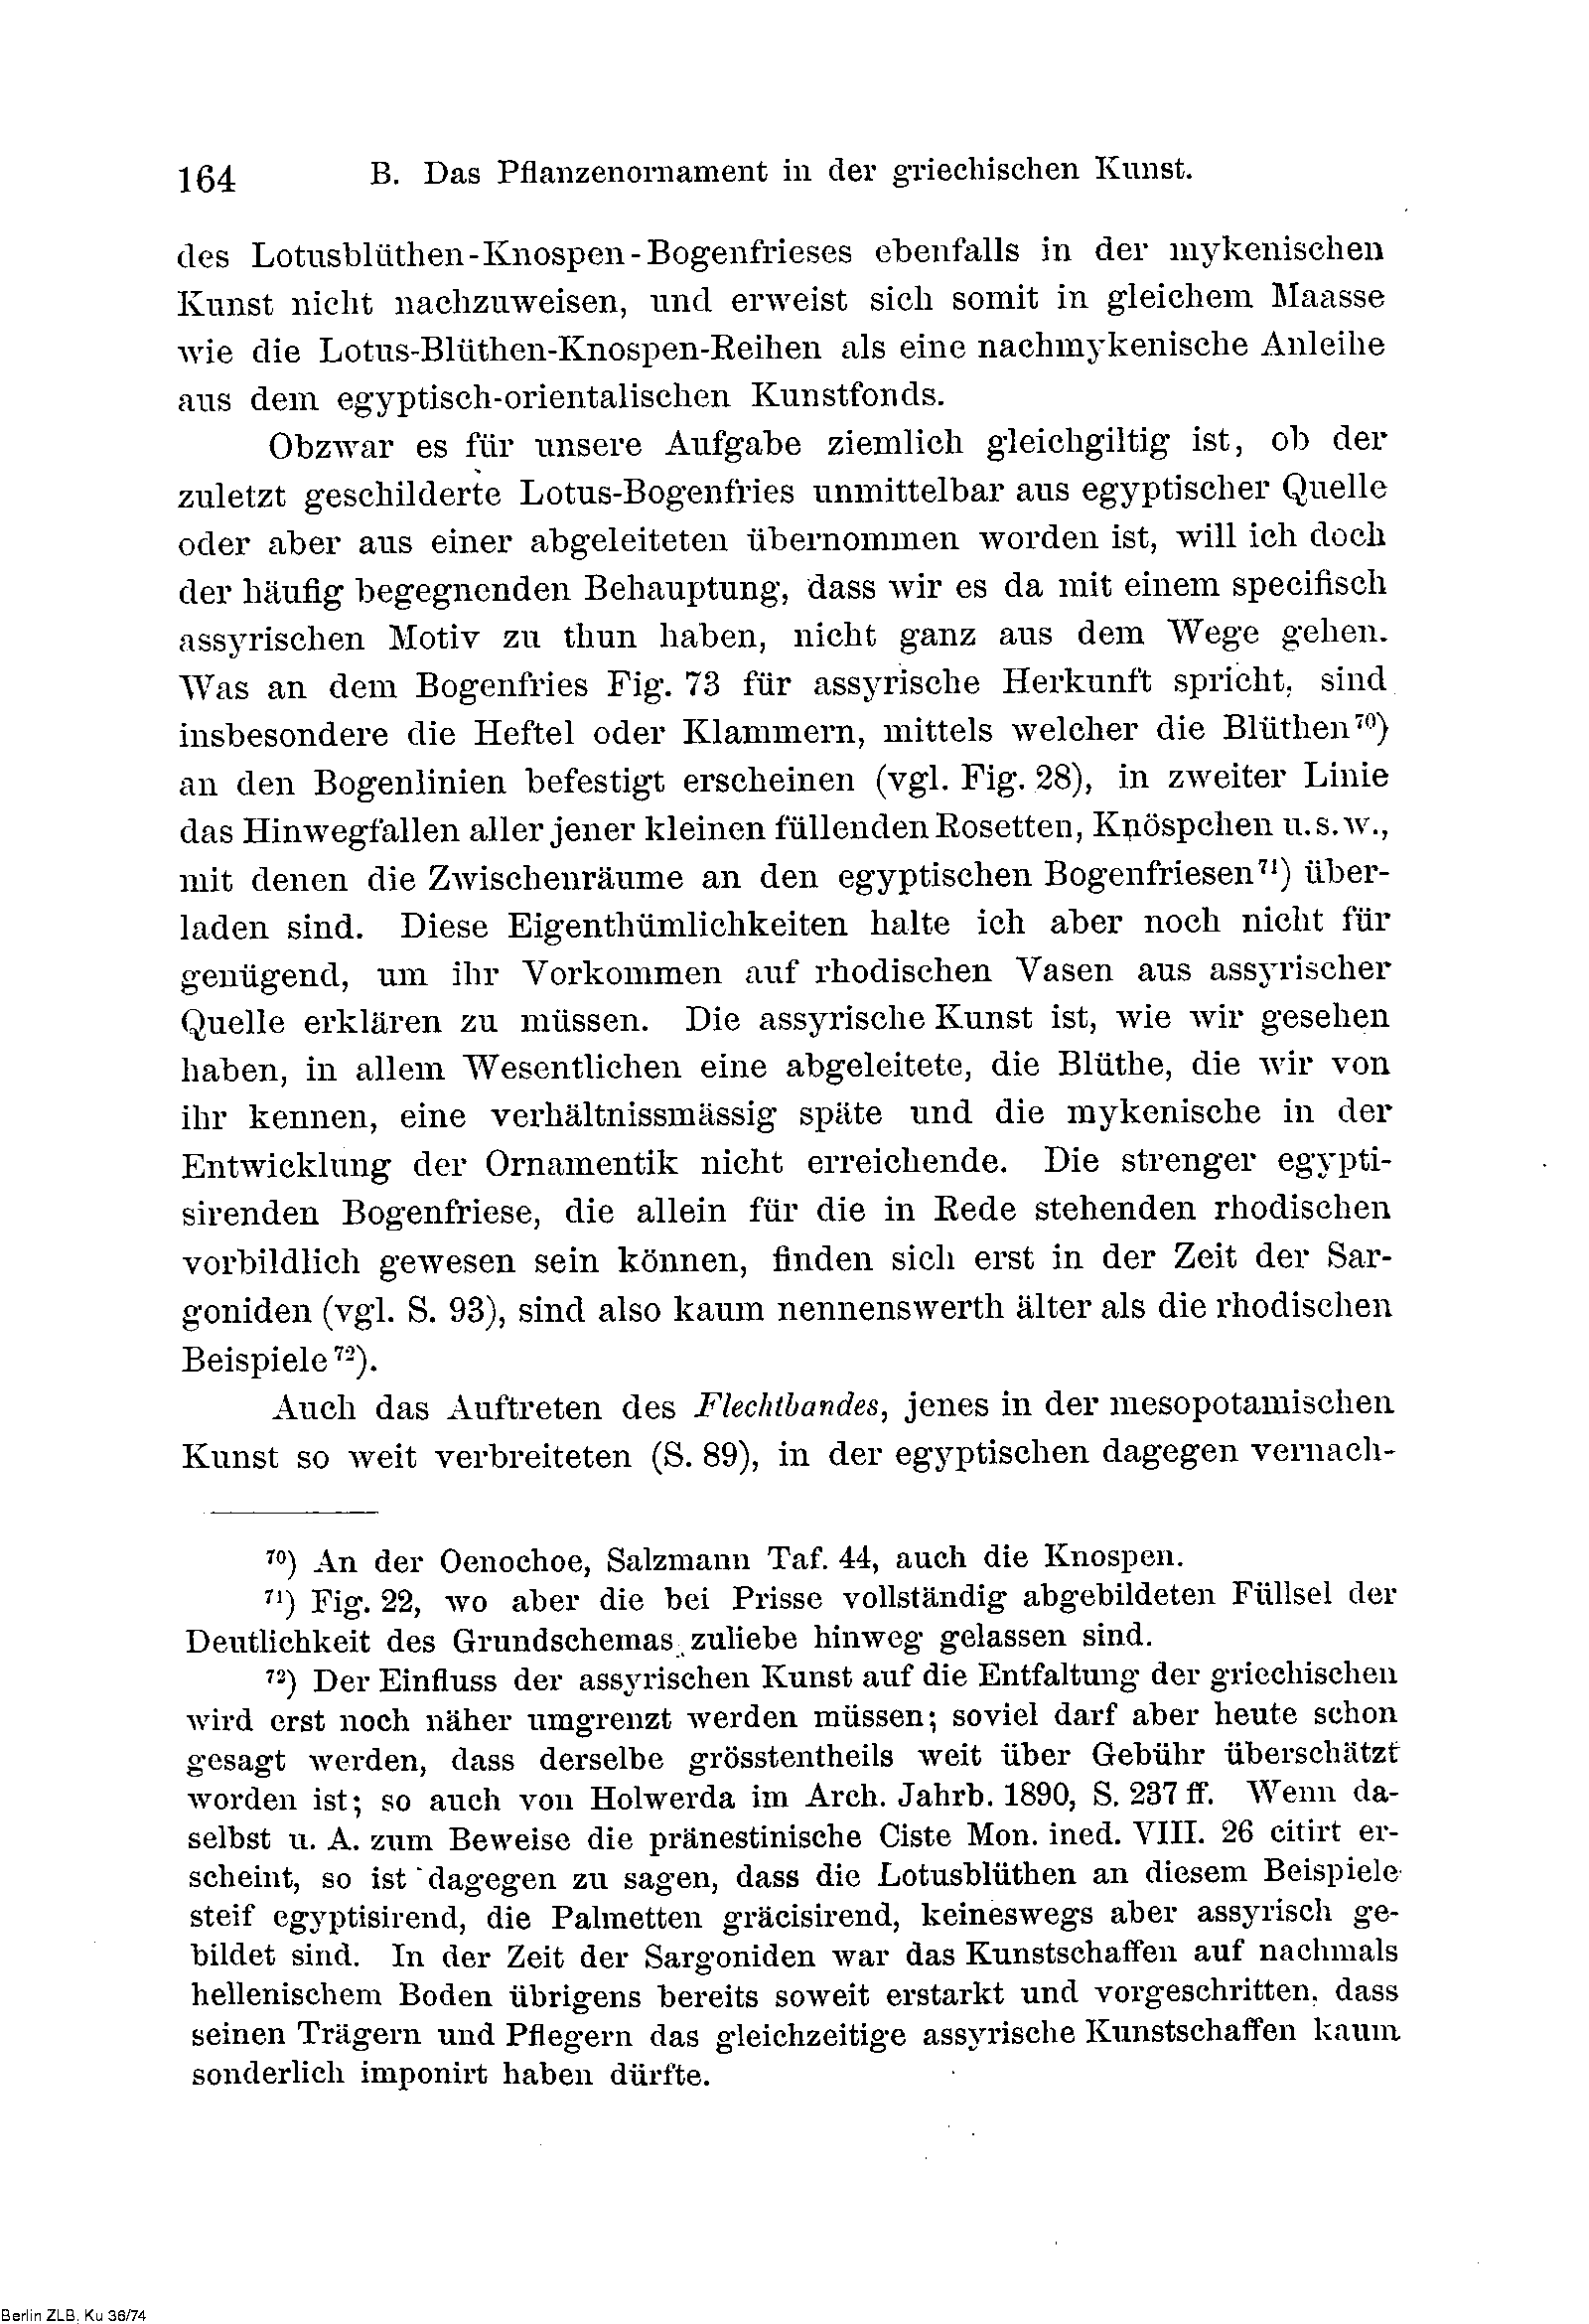 164 B. Das Pflanzenornament in der griechischen Kunst.
des Lotusblüthen-Knospen-Bogenfrieses ebenfalls in der mykenischen
Kunst nicht nachzuweisen, und erweist sich somit in gleichem Maasse
wie die Lotus-Blüthen-Knospen-Reihen als eine nachmykenische Anleihe
aus dem egyptisch-orientalischen Kunstfonds.
Obzwar es für unsere Aufgabe ziemlich gleichgiltig ist, ob der
zuletzt geschilderte Lotus-Bogenfries unmittelbar aus egyptischer Quelle
oder aber aus einer abgeleiteten übernommen worden ist, will ich doch
der häufig begegnenden Behauptung, dass wir es da mit einem specifisch
assyrischen Motiv zu thun haben, nicht ganz aus dem Wege gehen.
Was an dem Bogenfries Fig. 73 für assyrische Herkunft spricht, sind
insbesondere die Heftel oder Klammern, mittels welcher die Blüthen⁷⁰)
an den Bogenlinien befestigt erscheinen (vgl. Fig. 28), in zweiter Linie
das Hinwegfallen aller jener kleinen füllenden Rosetten, Knöspchen u.s.w.,
mit denen die Zwischenräume an den egyptischen Bogenfriesen⁷¹) über-
laden sind. Diese Eigenthümlichkeiten halte ich aber noch nicht für
genügend, um ihr Vorkommen auf rhodischen Vasen aus assyrischer
Quelle erklären zu müssen. Die assyrische Kunst ist, wie wir gesehen
haben, in allem Wesentlichen eine abgeleitete, die Blüthe, die wir von
ihr kennen, eine verhältnissmässig späte und die mykenische in der
Entwicklung der Ornamentik nicht erreichende. Die strenger egypti-
sirenden Bogenfriese, die allein für die in Rede stehenden rhodischen
vorbildlich gewesen sein können, finden sich erst in der Zeit der Sar-
goniden (vgl. S. 93), sind also kaum nennenswerth älter als die rhodischen
Beispiele⁷²).
Auch das Auftreten des Flechtbandes, jenes in der mesopotamischen
Kunst so weit verbreiteten (S. 89), in der egyptischen dagegen vernach-
⁷⁰) An der Oenochoe, Salzmann Taf. 44, auch die Knospen.
⁷¹) Fig. 22, wo aber die bei Prisse vollständig abgebildeten Füllsel der
Deutlichkeit des Grundschemas zuliebe hinweg gelassen sind.
⁷²) Der Einfluss der assyrischen Kunst auf die Entfaltung der griechischen
wird erst noch näher umgrenzt werden müssen; soviel darf aber heute schon
gesagt werden, dass derselbe grösstentheils weit über Gebühr überschätzt
worden ist; so auch von Holwerda im Arch. Jahrb. 1890, S. 237 ff. Wenn da-
selbst u. A. zum Beweise die pränestinische Ciste Mon. ined. VIII. 26 citirt er-
scheint, so ist dagegen zu sagen, dass die Lotusblüthen an diesem Beispiele
steif egyptisirend, die Palmetten gräcisirend, keineswegs aber assyrisch ge-
bildet sind. In der Zeit der Sargoniden war das Kunstschaffen auf nachmals
hellenischem Boden übrigens bereits soweit erstarkt und vorgeschritten, dass
seinen Trägern und Pflegern das gleichzeitige assyrische Kunstschaffen kaum
sonderlich imponirt haben dürfte.
Berlin ZLB, Ku 36/74